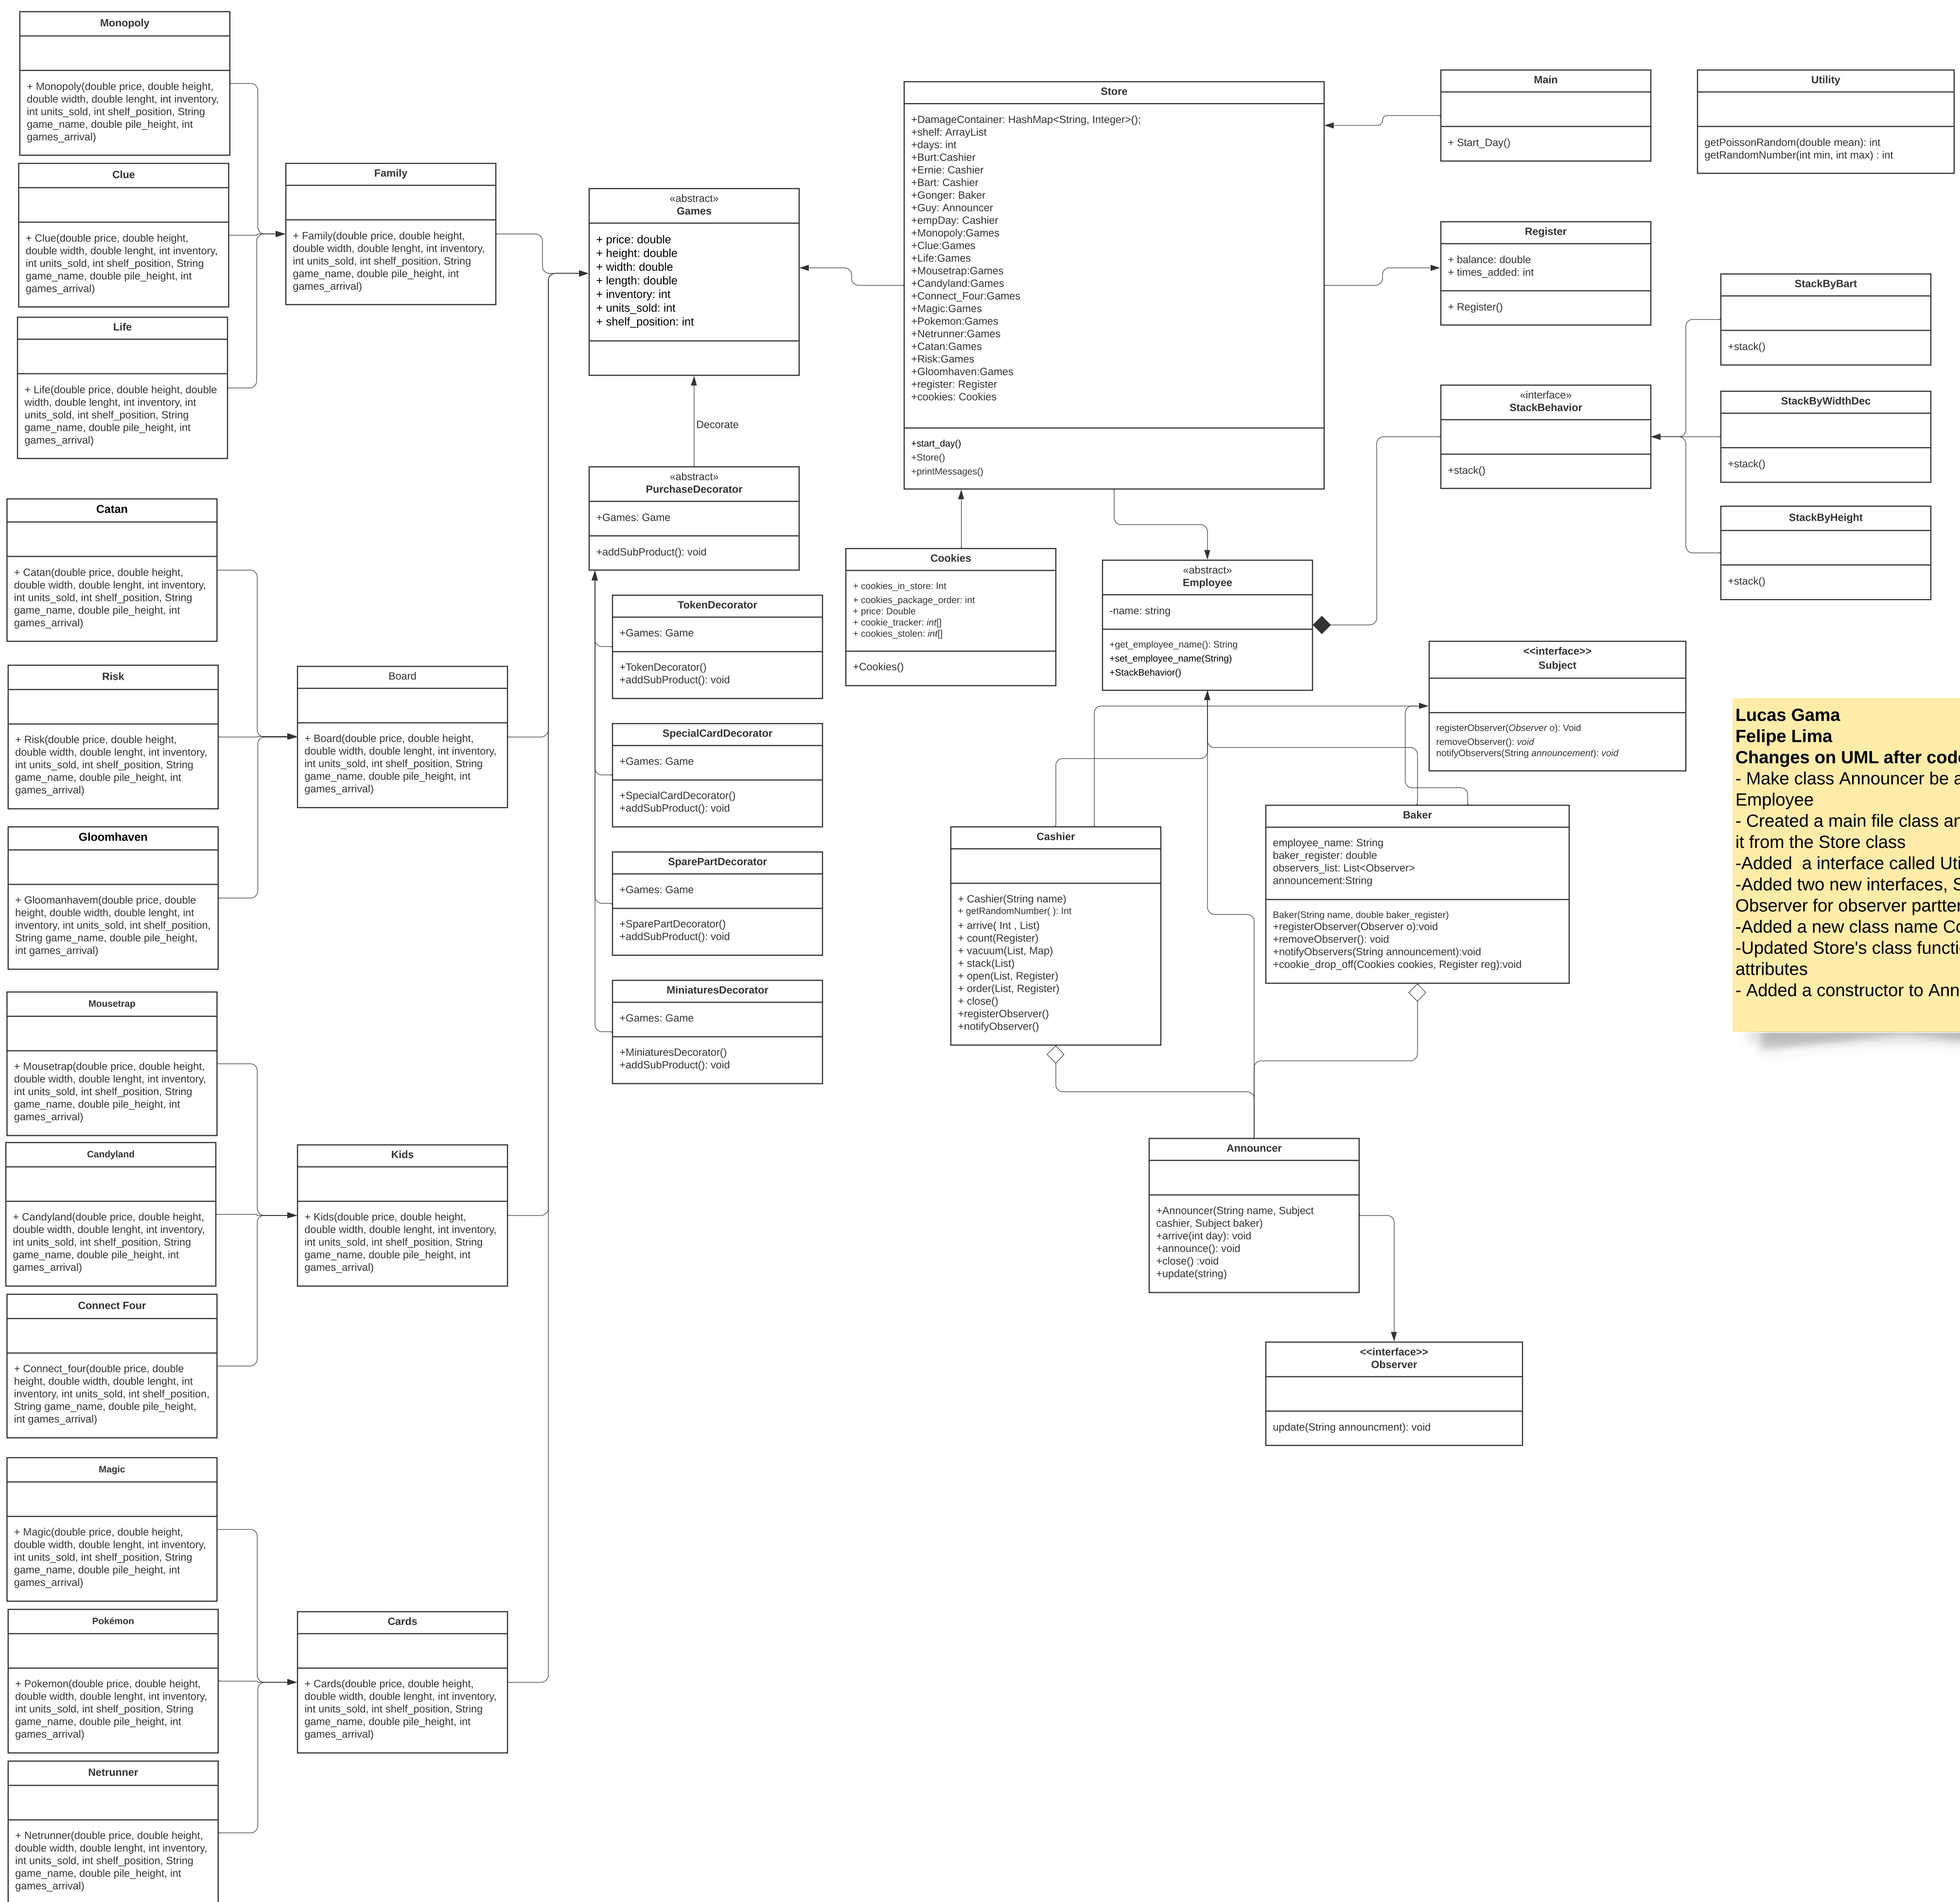 Monopoly
+ Monopoly(double price, double height,
double width, double lenght, int inventory,
int units_sold, int shelf_position, String
game_name, double pile_height, int
games_arrival)
Clue
+ Clue(double price, double height,
double width, double lenght, int inventory,
int units_sold, int shelf_position, String
game_name, double pile_height, int
games_arrival)
Life
+ Life(double price, double height, double
width, double lenght, int inventory, int
units_sold, int shelf_position, String
game_name, double pile_height, int
games_arrival)
Family
+ Family(double price, double height,
double width, double lenght, int inventory,
int units_sold, int shelf_position, String
game_name, double pile_height, int
games_arrival)
Catan
+ Catan(double price, double height,
double width, double lenght, int inventory,
int units_sold, int shelf_position, String
game_name, double pile_height, int
games_arrival)
Risk
+ Risk(double price, double height,
double width, double lenght, int inventory,
int units_sold, int shelf_position, String
game_name, double pile_height, int
games_arrival)
Gloomhaven
+ Gloomanhavem(double price, double
height, double width, double lenght, int
inventory, int units_sold, int shelf_position,
String game_name, double pile_height,
int games_arrival)
Board
+ Board(double price, double height,
double width, double lenght, int inventory,
int units_sold, int shelf_position, String
game_name, double pile_height, int
games_arrival)
Mousetrap
+ Mousetrap(double price, double height,
double width, double lenght, int inventory,
int units_sold, int shelf_position, String
game_name, double pile_height, int
games_arrival)
Candyland
+ Candyland(double price, double height,
double width, double lenght, int inventory,
int units_sold, int shelf_position, String
game_name, double pile_height, int
games_arrival)
Connect Four
+ Connect_four(double price, double
height, double width, double lenght, int
inventory, int units_sold, int shelf_position,
String game_name, double pile_height,
int games_arrival)
Kids
+ Kids(double price, double height,
double width, double lenght, int inventory,
int units_sold, int shelf_position, String
game_name, double pile_height, int
games_arrival)
Magic
+ Magic(double price, double height,
double width, double lenght, int inventory,
int units_sold, int shelf_position, String
game_name, double pile_height, int
games_arrival)
Pokémon
+ Pokemon(double price, double height,
double width, double lenght, int inventory,
int units_sold, int shelf_position, String
game_name, double pile_height, int
games_arrival)
Netrunner
+ Netrunner(double price, double height,
double width, double lenght, int inventory,
int units_sold, int shelf_position, String
game_name, double pile_height, int
games_arrival)
Cards
+ Cards(double price, double height,
double width, double lenght, int inventory,
int units_sold, int shelf_position, String
game_name, double pile_height, int
games_arrival)
«abstract»
Games
+ price: double
+ height: double
+ width: double
+ length: double
+ inventory: int
+ units_sold: int
+ shelf_position: int
Decorate
«abstract»
PurchaseDecorator
+Games: Game
+addSubProduct(): void
TokenDecorator
+Games: Game
+TokenDecorator()
+addSubProduct(): void
SpecialCardDecorator
+Games: Game
+SpecialCardDecorator()
+addSubProduct(): void
SparePartDecorator
+Games: Game
+SparePartDecorator()
+addSubProduct(): void
MiniaturesDecorator
+Games: Game
+MiniaturesDecorator()
+addSubProduct(): void
Store
+DamageContainer: HashMap<String, Integer>();
+shelf: ArrayList
+days: int
+Burt:Cashier
+Ernie: Cashier
+Bart: Cashier
+Gonger: Baker
+Guy: Announcer
+empDay: Cashier
+Monopoly:Games
+Clue:Games
+Life:Games
+Mousetrap:Games
+Candyland:Games
+Connect_Four:Games
+Magic:Games
+Pokemon:Games
+Netrunner:Games
+Catan:Games
+Risk:Games
+Gloomhaven:Games
+register: Register
+cookies: Cookies
+start_day()
+Store()
+printMessages()
Cookies
+ cookies_in_store: Int
+ cookies_package_order: int
+ price: Double
+ cookie_tracker: int[]
+ cookies_stolen: int[]
+Cookies()
«abstract»
Employee
-name: string
+get_employee_name(): String
+set_employee_name(String)
+StackBehavior()
Cashier
+ Cashier(String name)
+ getRandomNumber( ): Int
+ arrive( Int , List)
+ count(Register)
+ vacuum(List, Map)
+ stack(List)
+ open(List, Register)
+ order(List, Register)
+ close()
+registerObserver()
+notifyObserver()
Baker
employee_name: String
baker_register: double
observers_list: List<Observer>
announcement:String
Baker(String name, double baker_register)
+registerObserver(Observer o):void
+removeObserver(): void
+notifyObservers(String announcement):void
+cookie_drop_off(Cookies cookies, Register reg):void
Announcer
+Announcer(String name, Subject
cashier, Subject baker)
+arrive(int day): void
+announce(): void
+close() :void
+update(string)
<<interface>>
Observer
update(String announcment): void
Main
+ Start_Day()
Utility
getPoissonRandom(double mean): int
getRandomNumber(int min, int max) : int
Register
+ balance: double
+ times_added: int
+ Register()
«interface»
StackBehavior
+stack()
StackByBart
+stack()
StackByWidthDec
+stack()
StackByHeight
+stack()
<<interface>>
Subject
registerObserver(Observer o): Void
removeObserver(): void
notifyObservers(String announcement): void
Lucas Gama
Felipe Lima
Changes on UML after
- Make class Announcer be
Employee
- Created a main file class
it from the Store class
-Added a interface called
-Added two new interfaces,
Observer for observer
-Added a new class name
-Updated Store's class
attributes
- Added a constructor to